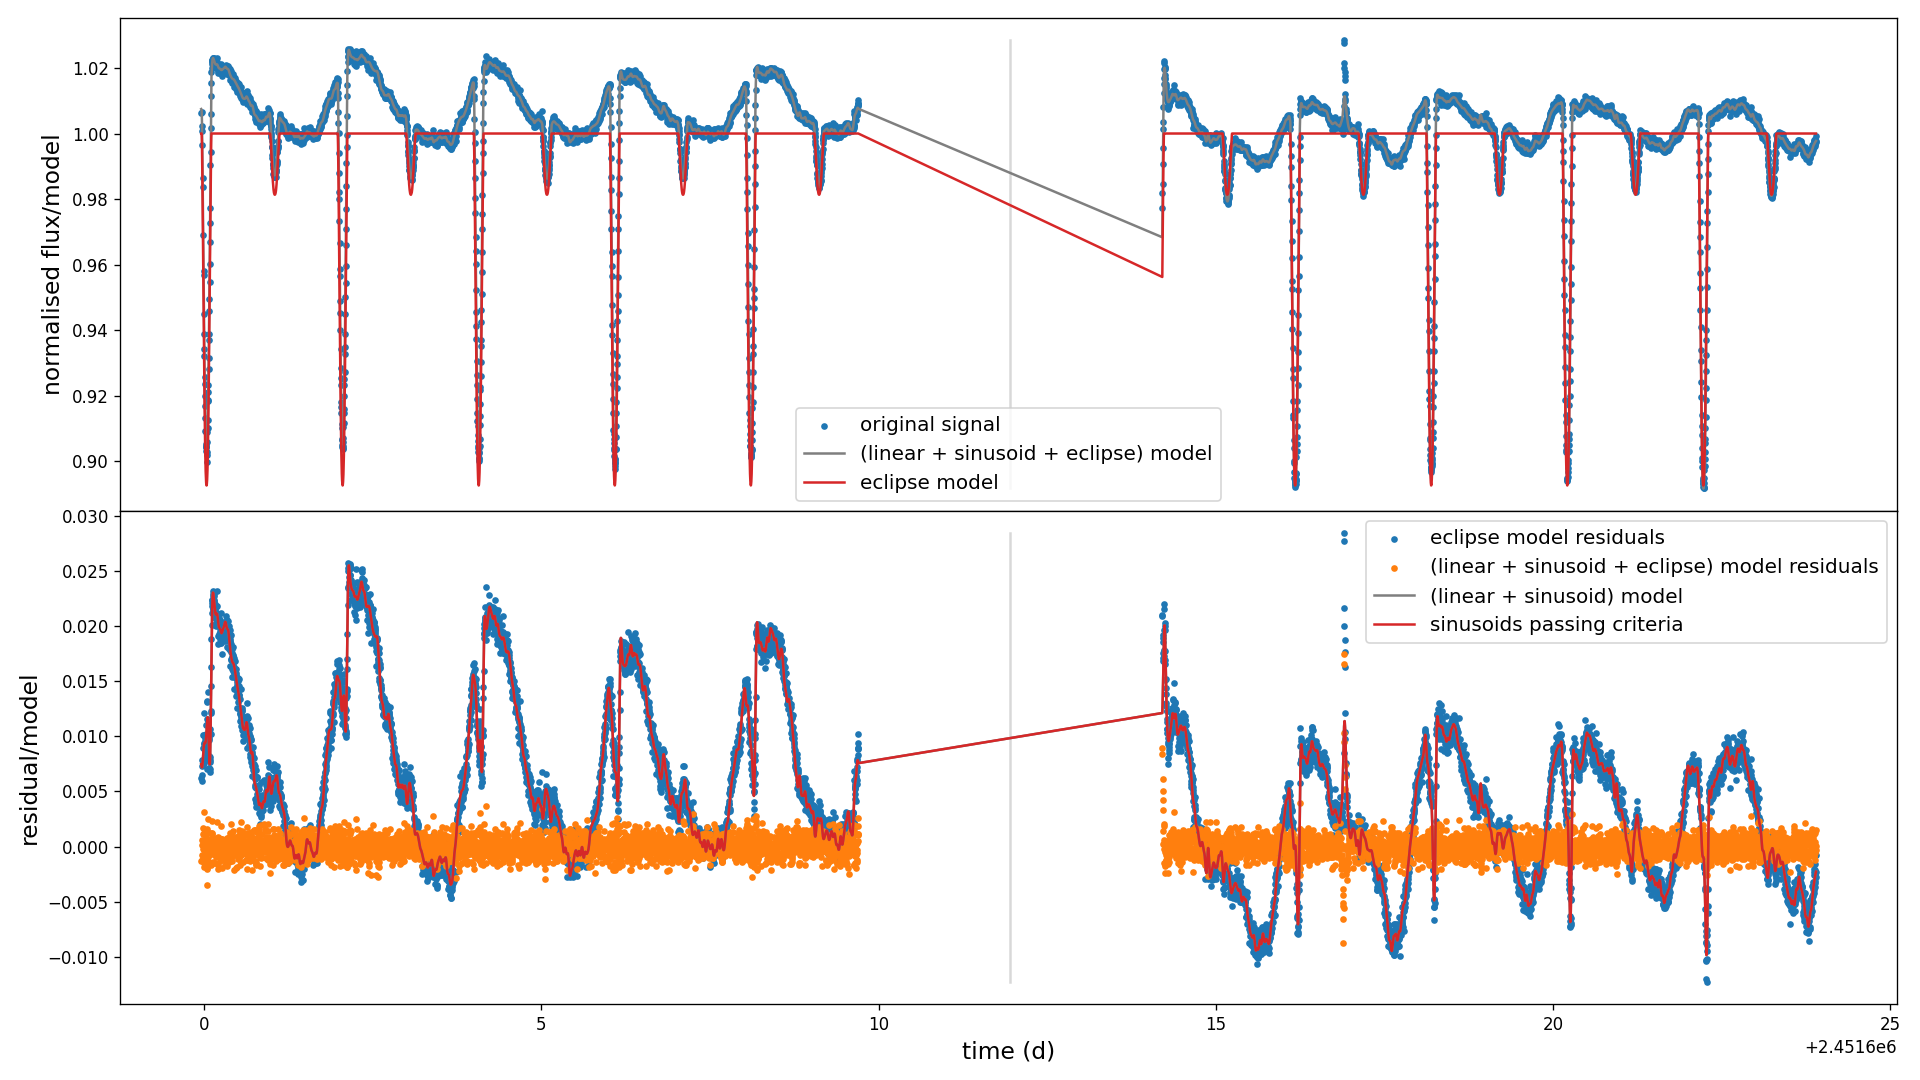 normalised flux/model
1.02
1.00
0.98
0.96
0.94
0.92
0.90
original signal
(linear + sinusoid + eclipse) model
eclipse model
residual/model
0.030
0.025
0.020
0.015
0.010
0.005
0.000
−0.005
−0.010
eclipse model residuals
(linear + sinusoid + eclipse) model residuals
(linear + sinusoid) model
sinusoids passing criteria
0 5 10 15 20 25
time (d)
+2.4516e6